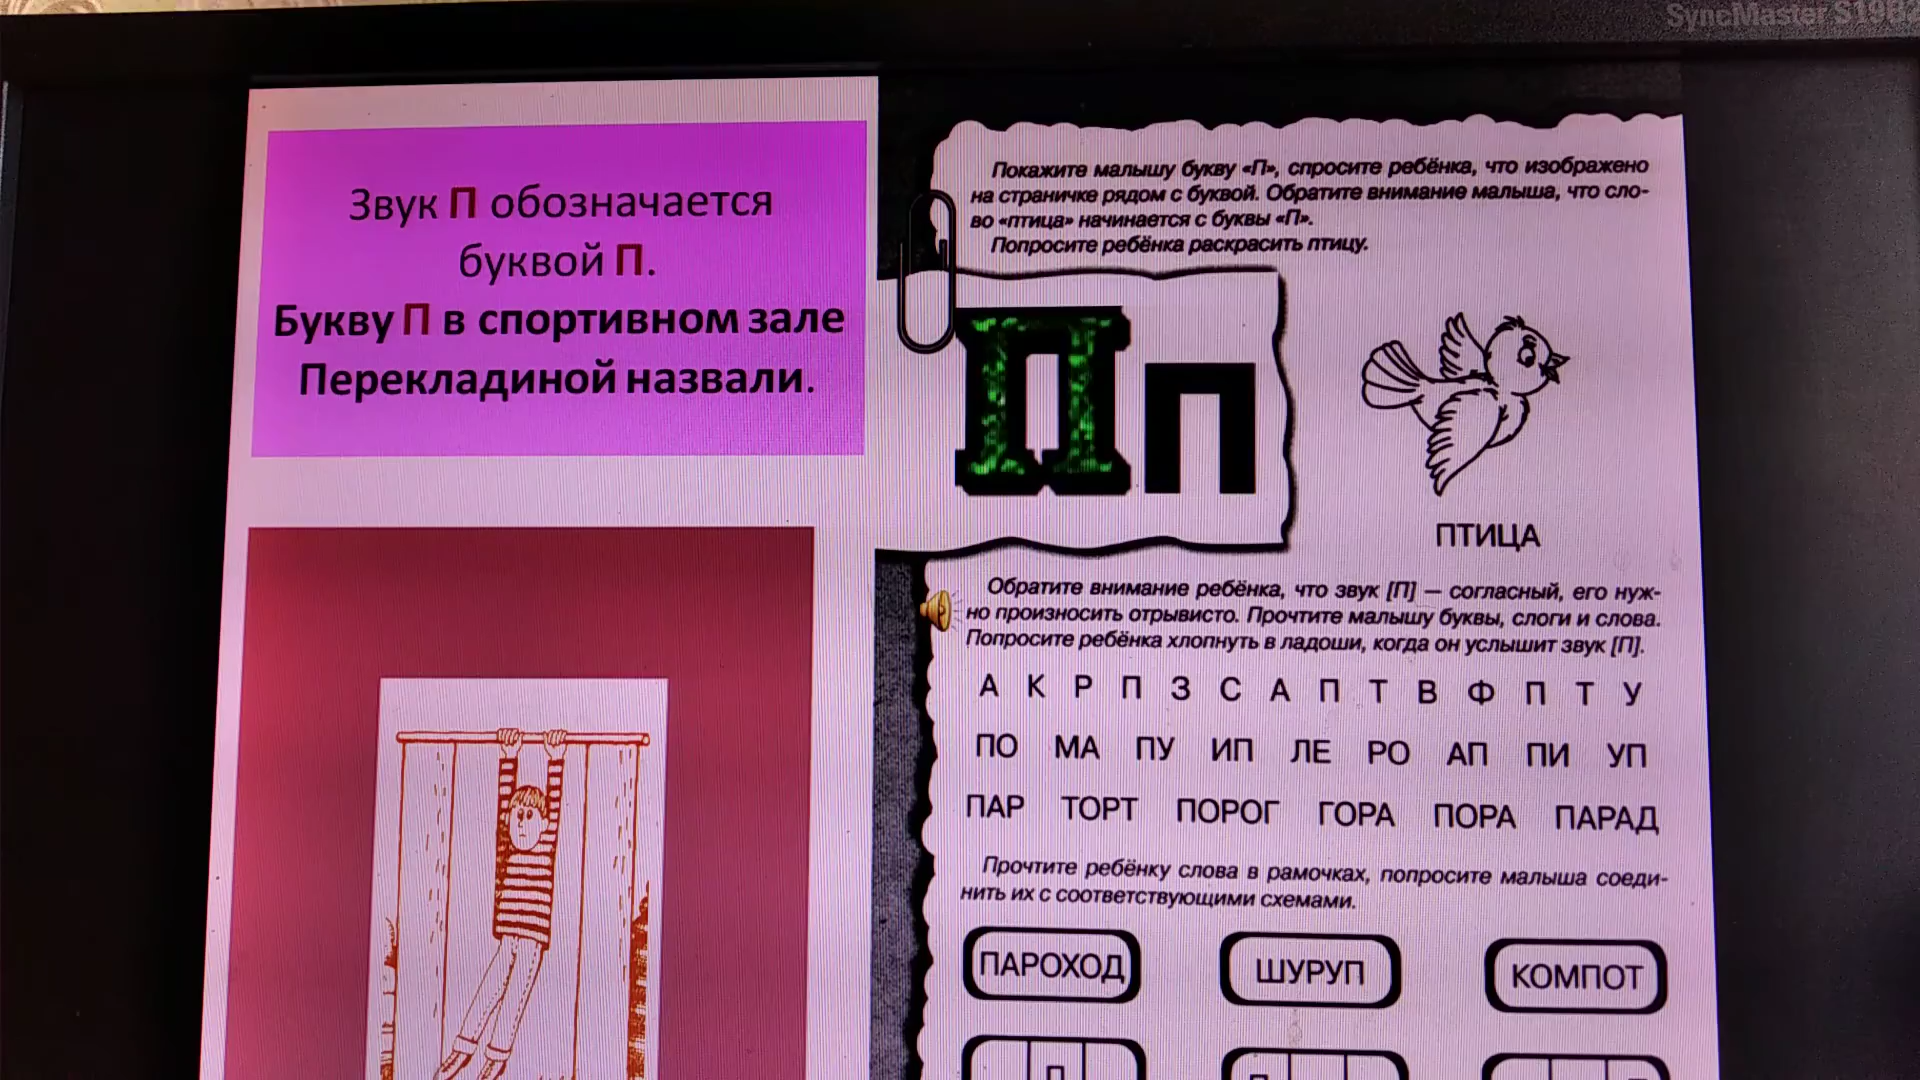 SyncMaster
Звук П обозначается
буквой П.
Букву П в спортивном зале
Перекладиной назвали.
Покажите малышу букву «П», спросите ребёнка, что изображено
на страничке рядом с буквой. Обратите внимание малыша, что сло-
во «птица» начинается с буквы «П».
Попросите ребёнка раскрасить птицу.
П п
ПТИЦА
Обратите внимание ребёнка, что звук [П] — согласный, его нуж-
но произносить отрывисто. Прочтите малышу буквы, слоги и слова.
Попросите ребёнка хлопнуть в ладоши, когда он услышит звук [П].
А К Р П З С А П Т В Ф П Т У
ПО МА ПУ ИП ЛЕ РО АП ПИ УП
ПАР ТОРТ ПОРОГ ГОРА ПОРА ПАРАД
Прочтите ребёнку слова в рамочках, попросите малыша соеди-
нить их с соответствующими схемами.
ПАРОХОД ШУРУП КОМПОТ